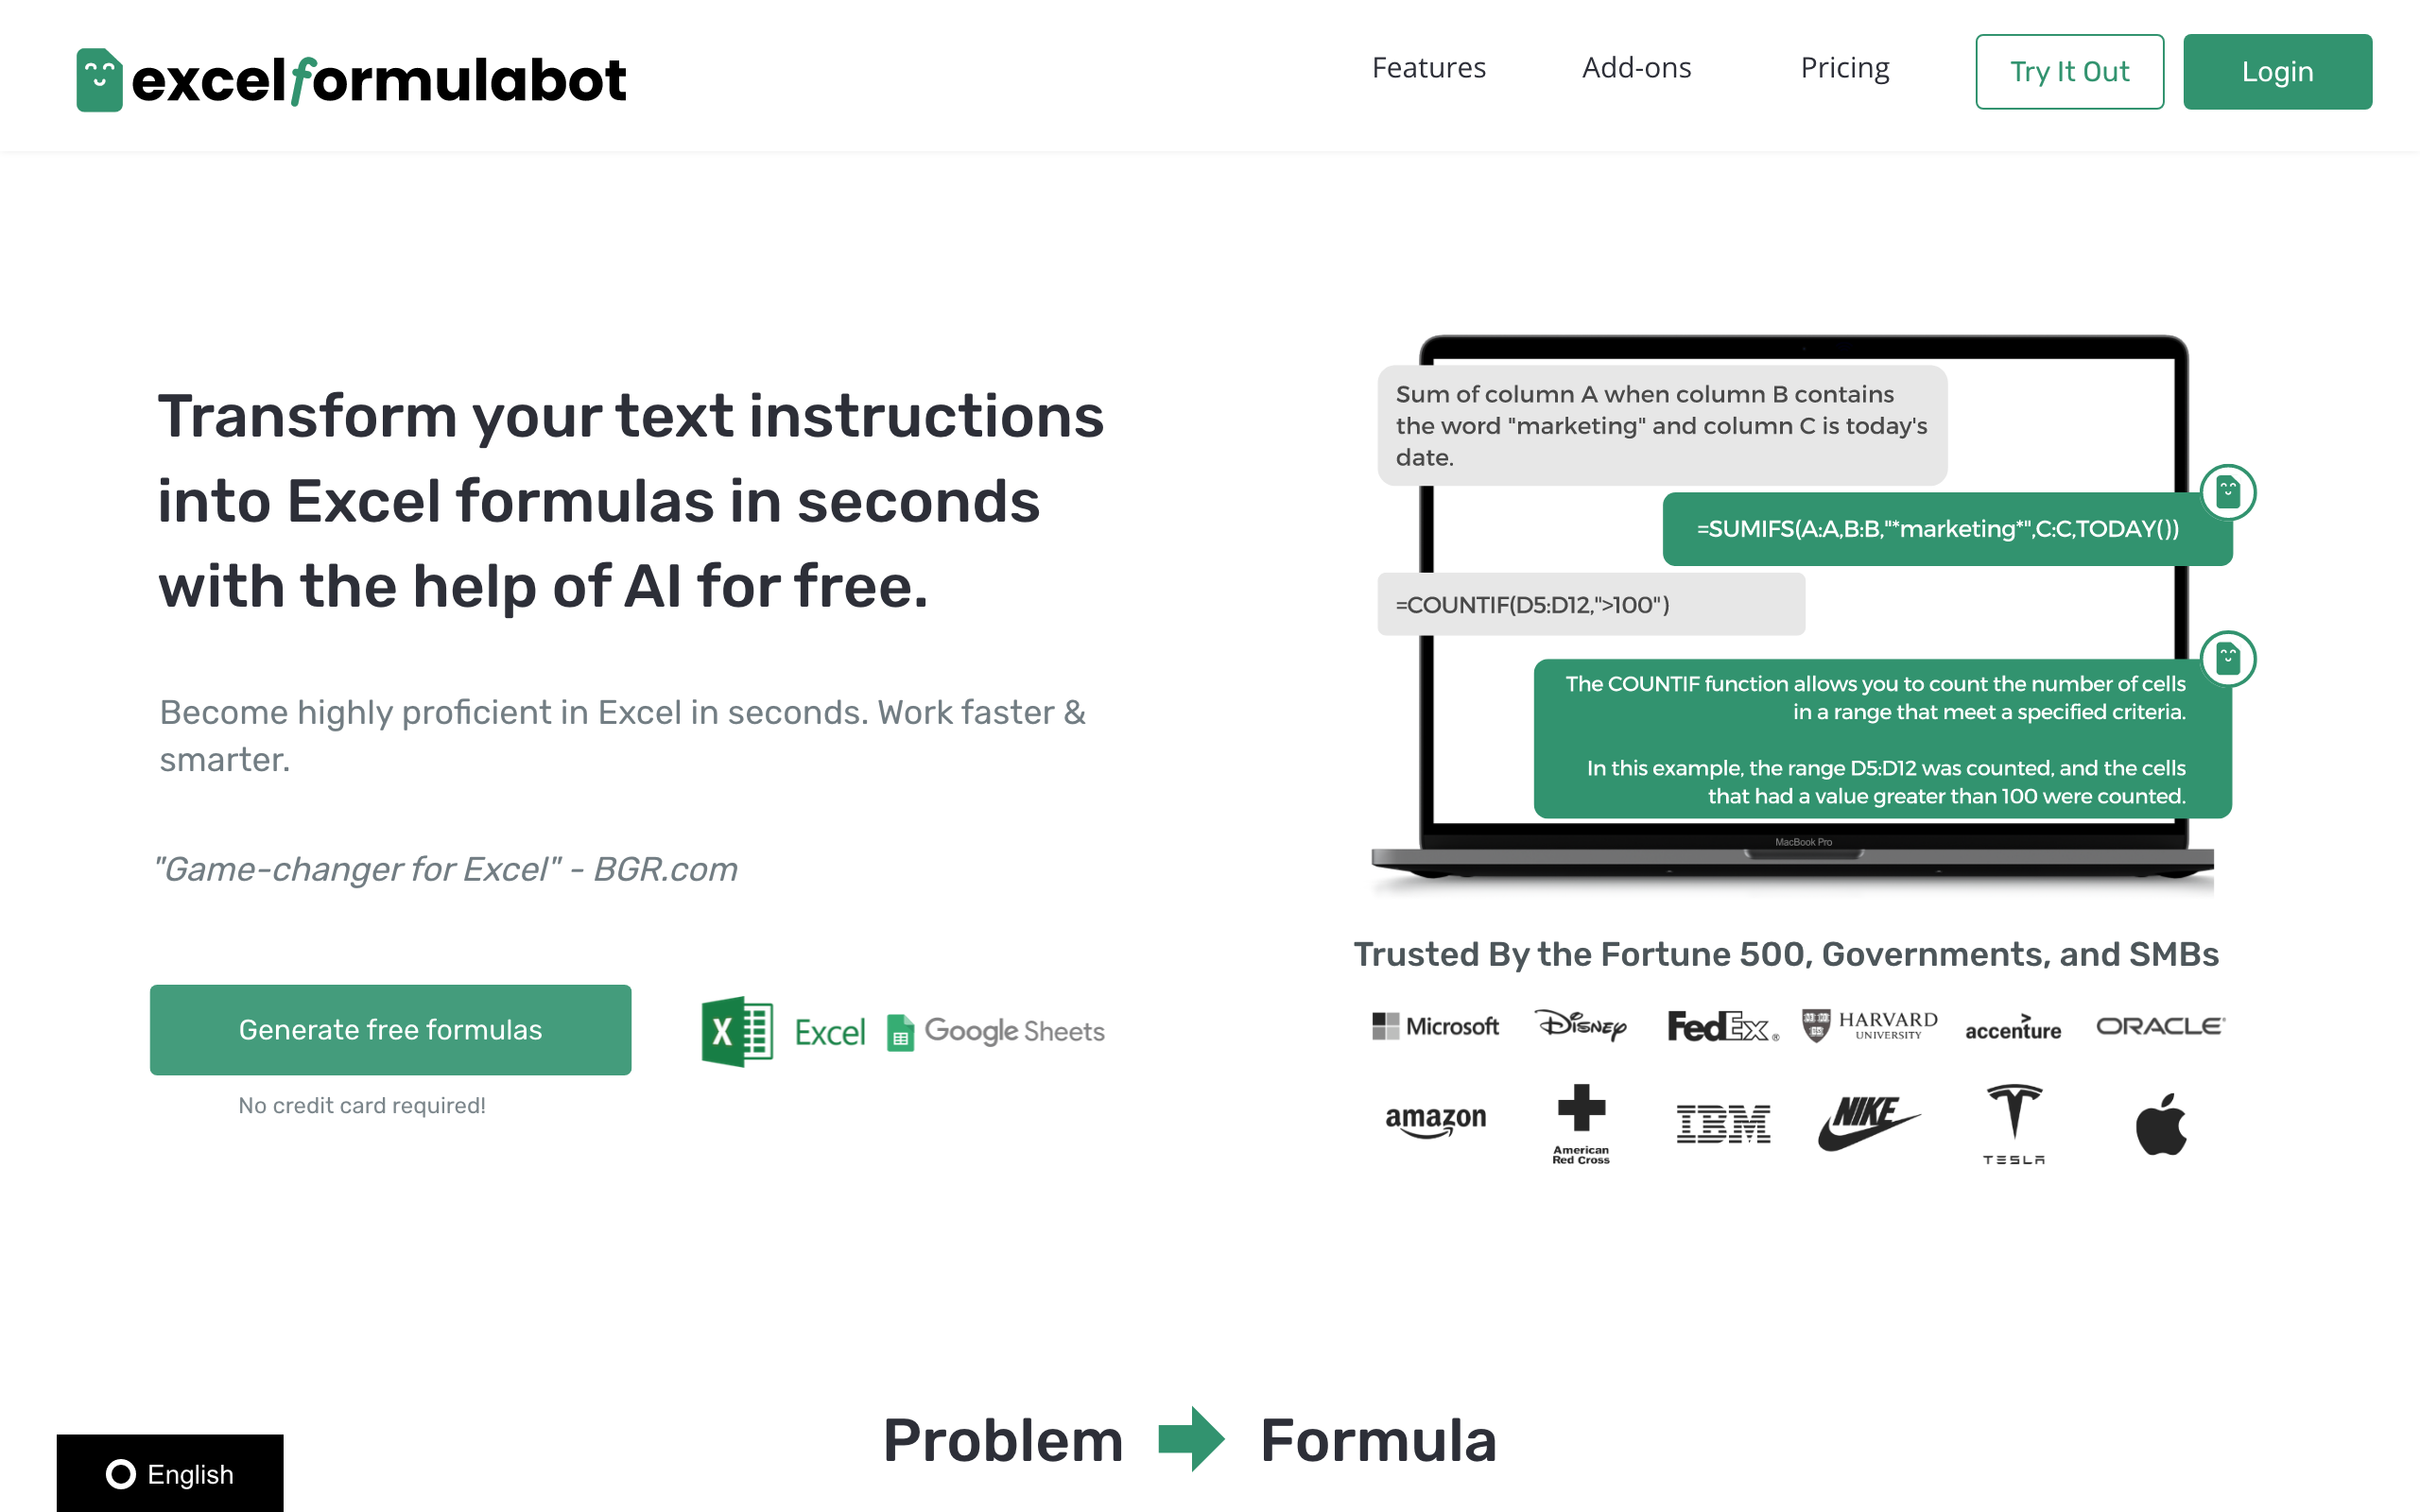 excelformulabot
Features
Add-ons
Pricing
Try It Out
Login
Transform your text instructions
into Excel formulas in seconds
with the help of AI for free.
Become highly proficient in Excel in seconds. Work faster &
smarter.
"Game-changer for Excel" - BGR.com
Generate free formulas
No credit card required!
X
Excel
Google Sheets
Sum of column A when column B contains
the word "marketing" and column C is today's
date.
=SUMIFS(A:A,B:B,"*marketing*",C:C,TODAY())
=COUNTIF(D5:D12,">100")
The COUNTIF function allows you to count the number of cells
in a range that meet a specified criteria.
In this example, the range D5:D12 was counted, and the cells
that had a value greater than 100 were counted.
MacBook Pro
Trusted By the Fortune 500, Governments, and SMBs
Microsoft
Disney
FedEx®
HARVARD
UNIVERSITY
accenture
ORACLE
amazon
American
Red Cross
IBM
NIKE
TESLA
Problem
Formula
English